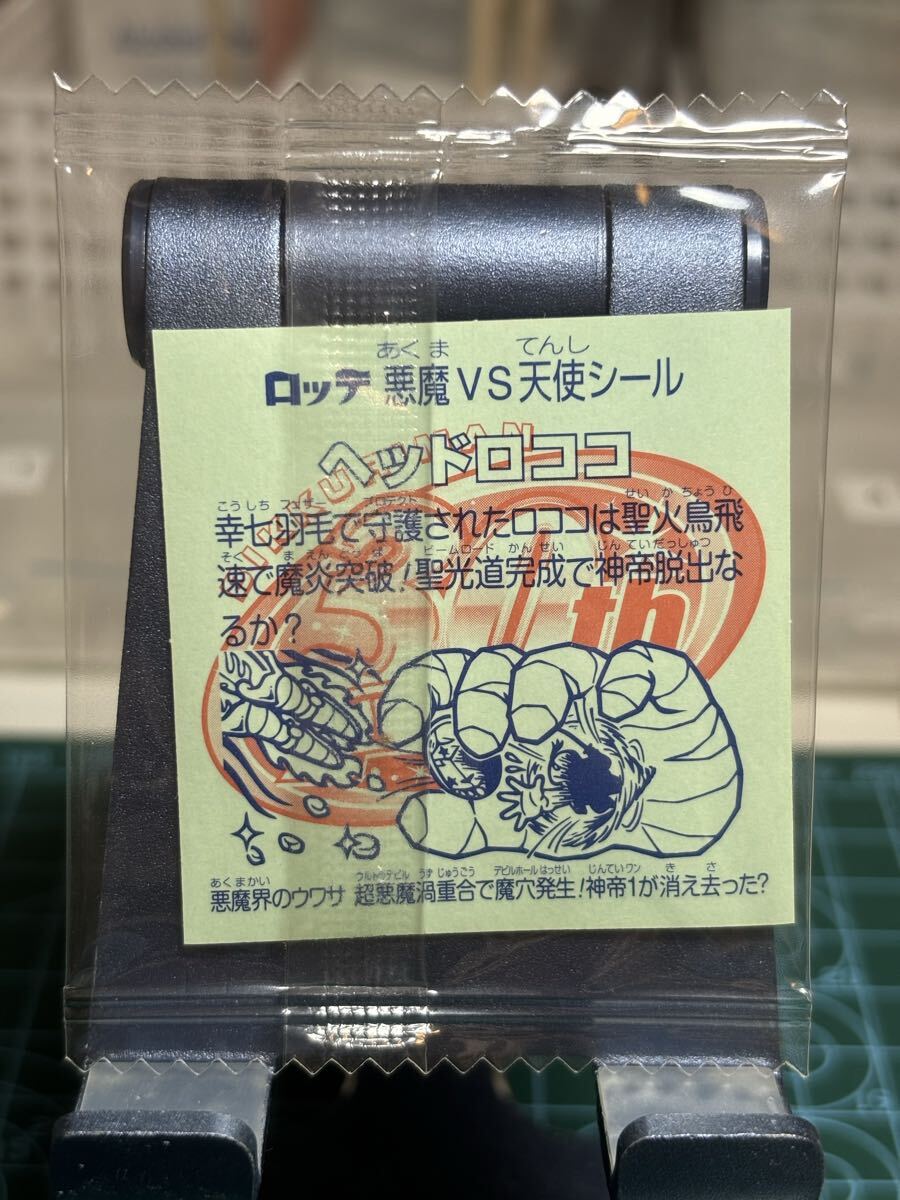 ロッテ 悪魔VS天使シール
あくま てんし
BIKKURIMAN
ヘッドロココ
こうしち フェザー プロテクト せいかちょうひ
幸七羽毛で守護されたロココは聖火鳥飛
そく まえんとっぱ ビームロード かんせい じんていだっしゅつ
速で魔炎突破!聖光道完成で神帝脱出な
るか?
30th
あくまかい ウルトラデビル うずじゅうごう デビルホールはっせい じんていワン き さ
悪魔界のウワサ 超悪魔渦重合で魔穴発生!神帝1が消え去った?